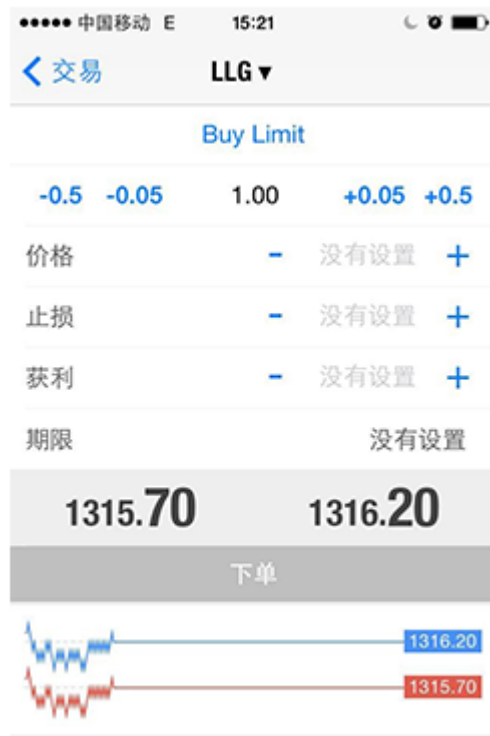 中国移动 E 15:21
交易 LLG ▾
Buy Limit
-0.5 -0.05 1.00 +0.05 +0.5
价格 - 没有设置 +
止损 - 没有设置 +
获利 - 没有设置 +
期限 没有设置
1315.70 1316.20
下单
1316.20
1315.70